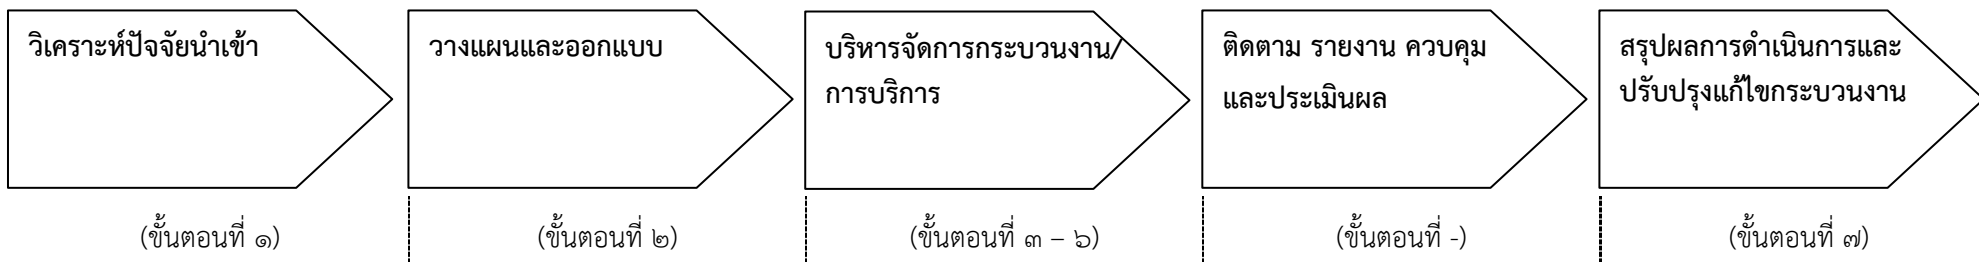 วิเคราะห์ปัจจัยนำเข้า
วางแผนและออกแบบ
บริหารจัดการกระบวนงาน/
การบริการ
ติดตาม รายงาน ควบคุม
และประเมินผล
สรุปผลการดำเนินการและ
ปรับปรุงแก้ไขกระบวนงาน
(ขั้นตอนที่ ๑)
(ขั้นตอนที่ ๒)
(ขั้นตอนที่ ๓ – ๖)
(ขั้นตอนที่ -)
(ขั้นตอนที่ ๗)